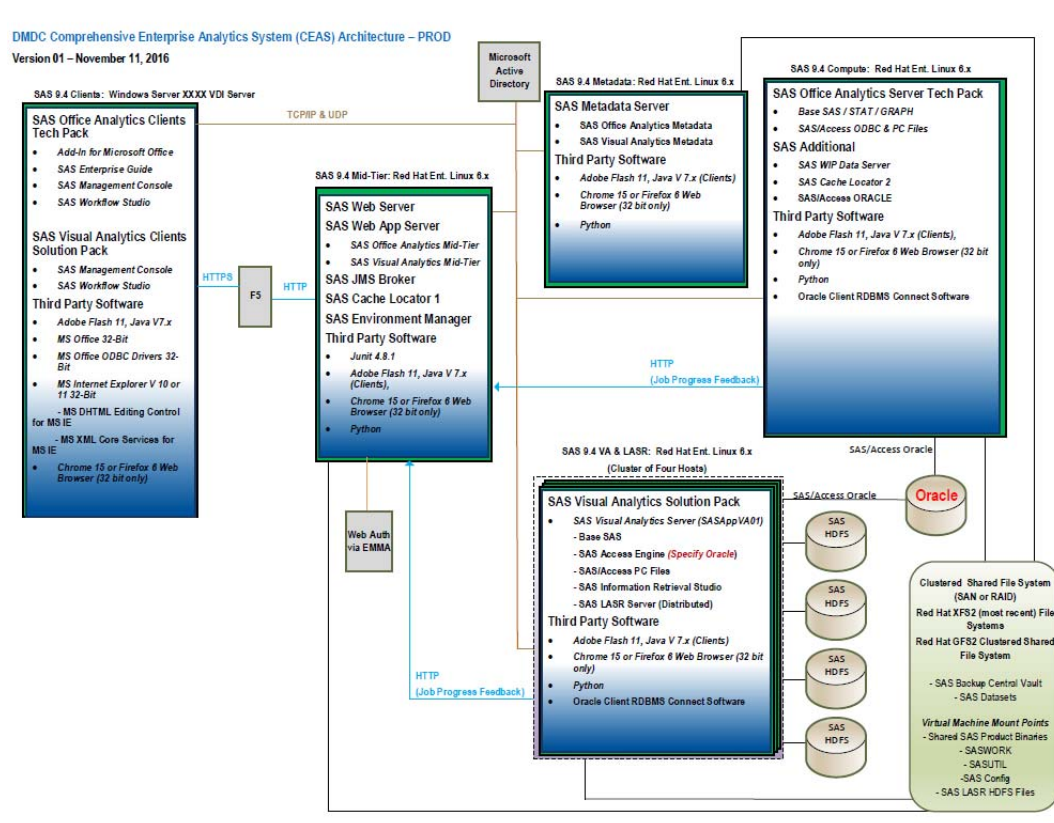 DMDC Comprehensive Enterprise Analytics System (CEAS) Architecture – PROD
Version 01 – November 11, 2016
SAS 9.4 Clients: Windows Server XXXX VDI Server
SAS Office Analytics Clients
Tech Pack
• Add-In for Microsoft Office
• SAS Enterprise Guide
• SAS Management Console
• SAS Workflow Studio
SAS Visual Analytics Clients
Solution Pack
• SAS Management Console
• SAS Workflow Studio
Third Party Software
• Adobe Flash 11, Java V7.x
• MS Office 32-Bit
• MS Office ODBC Drivers 32-
Bit
• MS Internet Explorer V 10 or
11 32-Bit
- MS DHTML Editing Control
for MS IE
- MS XML Core Services for
MS IE
• Chrome 15 or Firefox 6 Web
Browser (32 bit only)
TCP/IP & UDP
HTTPS
F5
HTTP
Microsoft
Active
Directory
SAS 9.4 Mid-Tier: Red Hat Ent. Linux 6.x
SAS Web Server
SAS Web App Server
• SAS Office Analytics Mid-Tier
• SAS Visual Analytics Mid-Tier
SAS JMS Broker
SAS Cache Locator 1
SAS Environment Manager
Third Party Software
• Junit 4.8.1
• Adobe Flash 11, Java V 7.x
(Clients),
• Chrome 15 or Firefox 6 Web
Browser (32 bit only)
• Python
Web Auth
via EMMA
SAS 9.4 Metadata: Red Hat Ent. Linux 6.x
SAS Metadata Server
• SAS Office Analytics Metadata
• SAS Visual Analytics Metadata
Third Party Software
• Adobe Flash 11, Java V 7.x (Clients)
• Chrome 15 or Firefox 6 Web
Browser (32 bit only)
• Python
SAS 9.4 Compute: Red Hat Ent. Linux 6.x
SAS Office Analytics Server Tech Pack
• Base SAS / STAT / GRAPH
• SAS/Access ODBC & PC Files
SAS Additional
• SAS WIP Data Server
• SAS Cache Locator 2
• SAS/Access ORACLE
Third Party Software
• Adobe Flash 11, Java V 7.x (Clients),
• Chrome 15 or Firefox 6 Web Browser (32 bit
only)
• Python
• Oracle Client RDBMS Connect Software
HTTP
(Job Progress Feedback)
SAS 9.4 VA & LASR: Red Hat Ent. Linux 6.x
(Cluster of Four Hosts)
SAS Visual Analytics Solution Pack
• SAS Visual Analytics Server (SASAppVA01)
- Base SAS
- SAS Access Engine (Specify Oracle)
- SAS/Access PC Files
- SAS Information Retrieval Studio
- SAS LASR Server (Distributed)
Third Party Software
• Adobe Flash 11, Java V 7.x (Clients)
• Chrome 15 or Firefox 6 Web Browser (32 bit
only)
• Python
• Oracle Client RDBMS Connect Software
HTTP
(Job Progress Feedback)
SAS/Access Oracle
SAS/Access Oracle
Oracle
SAS
HDFS
SAS
HDFS
SAS
HDFS
SAS
HDFS
Clustered Shared File System
(SAN or RAID)
Red Hat XFS2 (most recent) File
Systems
Red Hat GFS2 Clustered Shared
File System
- SAS Backup Central Vault
- SAS Datasets
Virtual Machine Mount Points
- Shared SAS Product Binaries
- SASWORK
- SASUTIL
-SAS Config
- SAS LASR HDFS Files